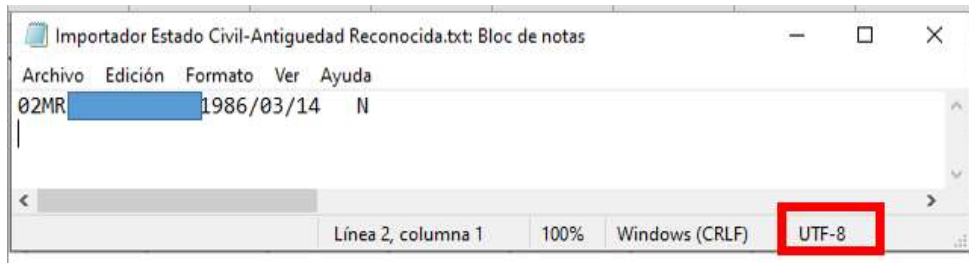 Importador Estado Civil-Antiguedad Reconocida.txt: Bloc de notas
Archivo Edición Formato Ver Ayuda
02MR 1986/03/14 N
Línea 2, columna 1 100% Windows (CRLF) UTF-8